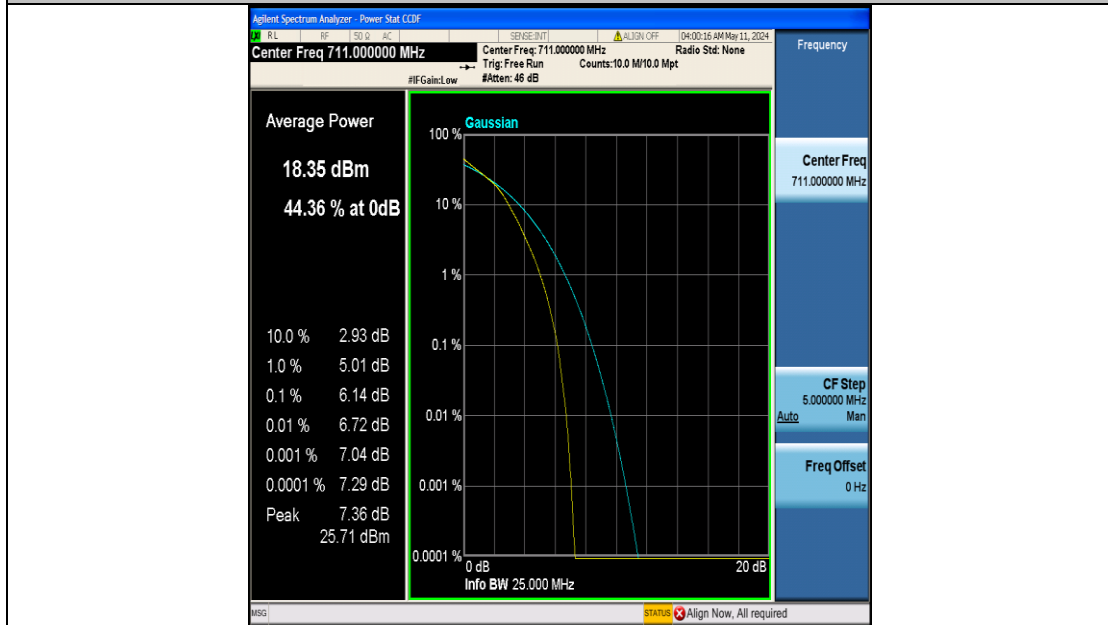 Agilent Spectrum Analyzer - Power Stat CCDF
RL RF 50 Ω AC SENSE:INT ALIGN OFF 04:00:16 AM May 11, 2024
Center Freq 711.000000 MHz
Center Freq: 711.000000 MHz Radio Std: None
Trig: Free Run Counts:10.0 M/10.0 Mpt
#IFGain:Low #Atten: 46 dB
Frequency
Average Power
18.35 dBm
44.36 % at 0dB
10.0 % 2.93 dB
1.0 % 5.01 dB
0.1 % 6.14 dB
0.01 % 6.72 dB
0.001 % 7.04 dB
0.0001 % 7.29 dB
Peak 7.36 dB
25.71 dBm
Gaussian
100 %
10 %
1 %
0.1 %
0.01 %
0.001 %
0.0001 %
0 dB 20 dB
Info BW 25.000 MHz
Center Freq
711.000000 MHz
CF Step
5.000000 MHz
Auto Man
Freq Offset
0 Hz
MSG STATUS Align Now, All required